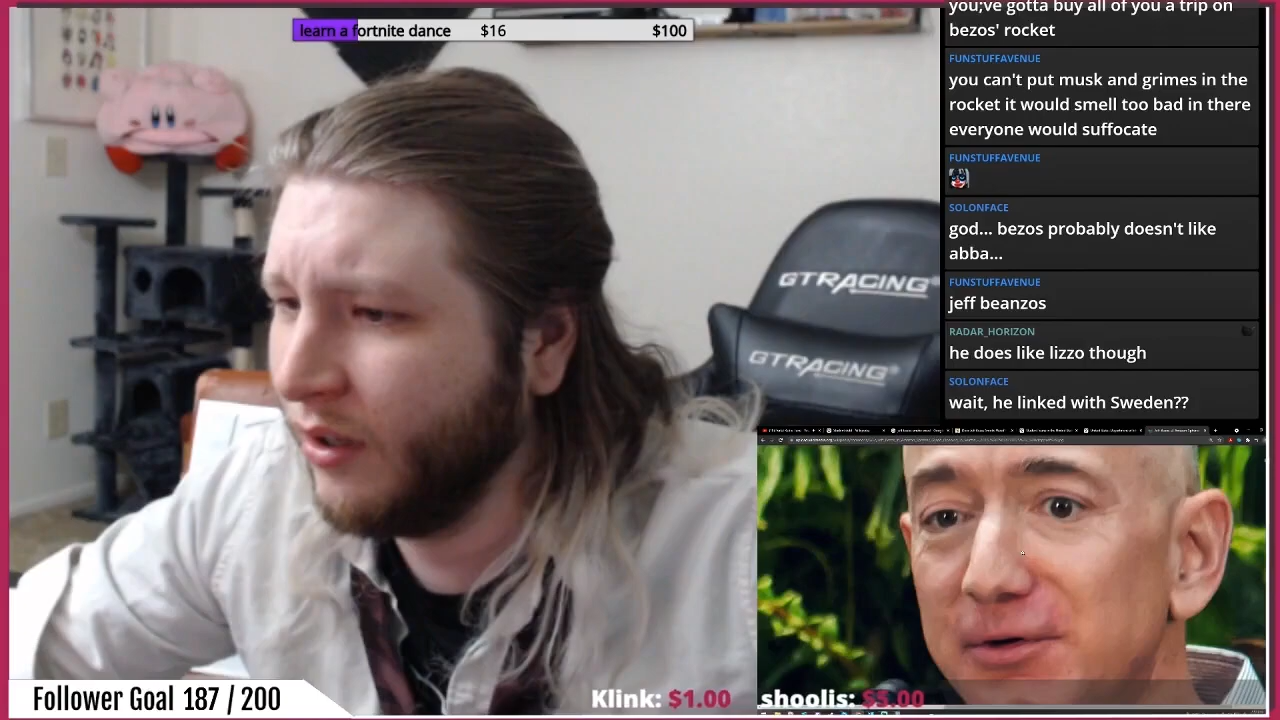 learn a fortnite dance $16 $100
you;ve gotta buy all of you a trip on
bezos' rocket
FUNSTUFFAVENUE
you can't put musk and grimes in the
rocket it would smell too bad in there
everyone would suffocate
FUNSTUFFAVENUE
SOLONFACE
god... bezos probably doesn't like
abba...
FUNSTUFFAVENUE
jeff beanzos
RADAR_HORIZON
he does like lizzo though
SOLONFACE
wait, he linked with Sweden??
GTRACING®
GTRACING®
Follower Goal 187 / 200
Klink: $1.00 shoolis: $3.00